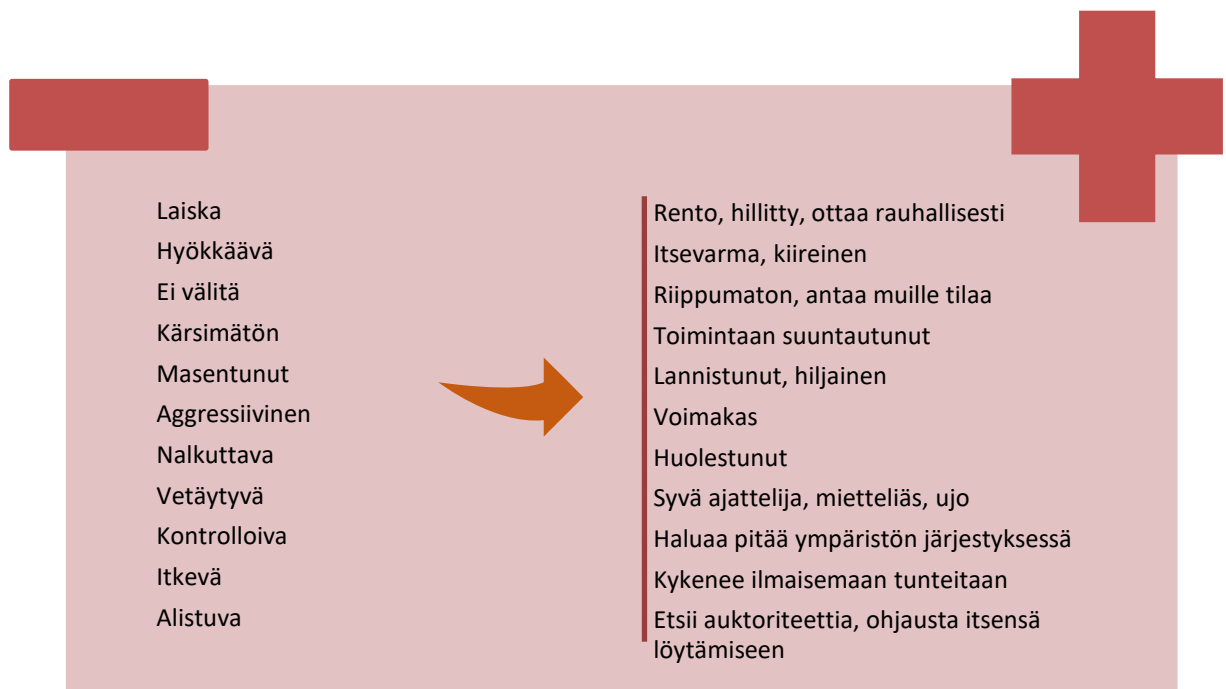 Laiska
Hyökkäävä
Ei välitä
Kärsimätön
Masentunut
Aggressiivinen
Nalkuttava
Vetäytyvä
Kontrolloiva
Itkevä
Alistuva
Rento, hillitty, ottaa rauhallisesti
Itsevarma, kiireinen
Riippumaton, antaa muille tilaa
Toimintaan suuntautunut
Lannistunut, hiljainen
Voimakas
Huolestunut
Syvä ajattelija, mietteliäs, ujo
Haluaa pitää ympäristön järjestyksessä
Kykenee ilmaisemaan tunteitaan
Etsii auktoriteettia, ohjausta itsensä
löytämiseen